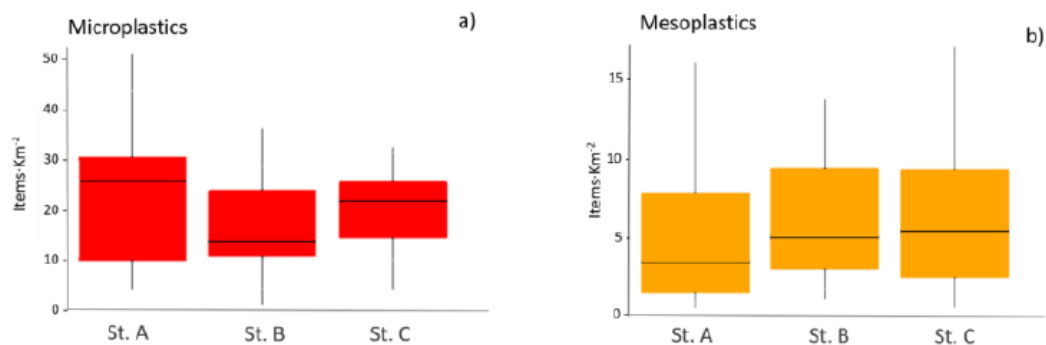 Microplastics
a)
50
40
30
20
10
0
Items·Km⁻²
St. A
St. B
St. C
Mesoplastics
b)
15
10
5
0
Items·Km⁻²
St. A
St. B
St. C